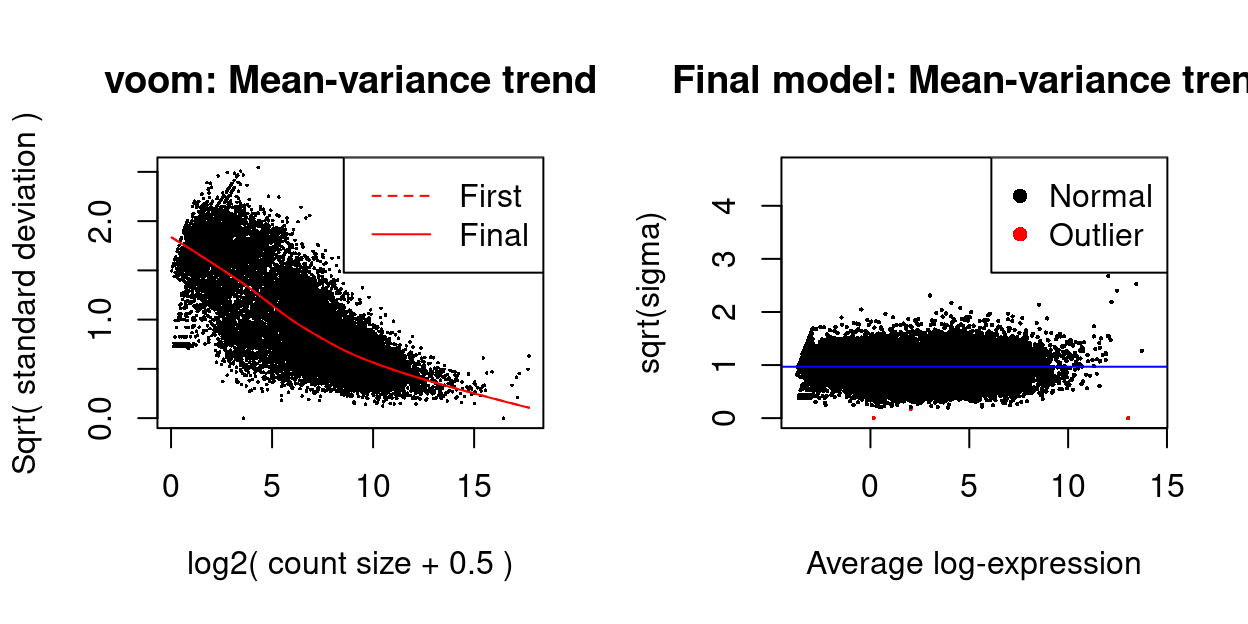 voom: Mean-variance trend
Sqrt( standard deviation )
2.0
1.0
0.0
First
Final
0 5 10 15
log2( count size + 0.5 )
Final model: Mean-variance tren
sqrt(sigma)
4
3
2
1
0
Normal
Outlier
0 5 10 15
Average log-expression